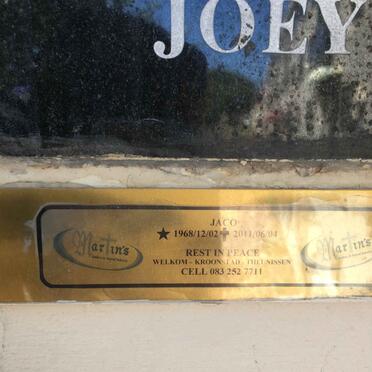 JOEY
JACO
1968/12/02 2011/06/04
REST IN PEACE
WELKOM - KROONSTAD - THEUNISSEN
CELL 083 252 7711
Martin's
Martin's